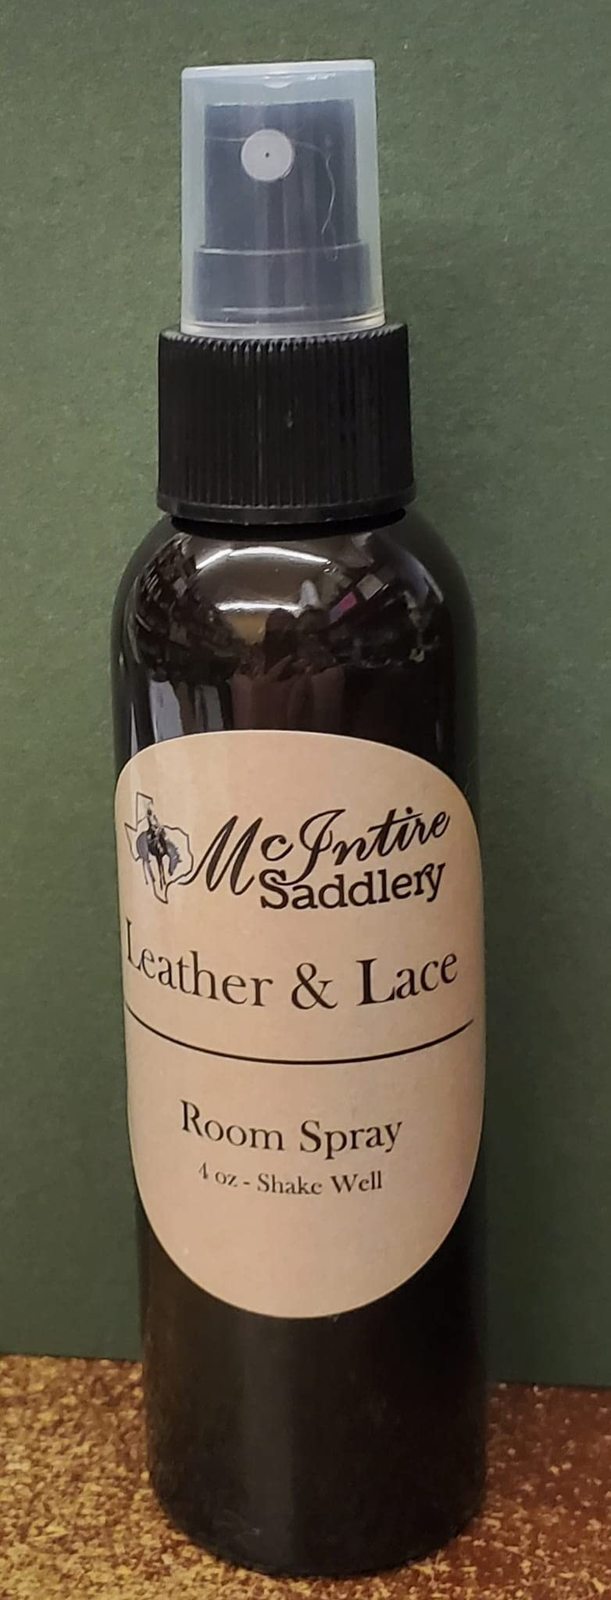 McIntire
Saddlery
Leather & Lace
Room Spray
4 oz - Shake Well